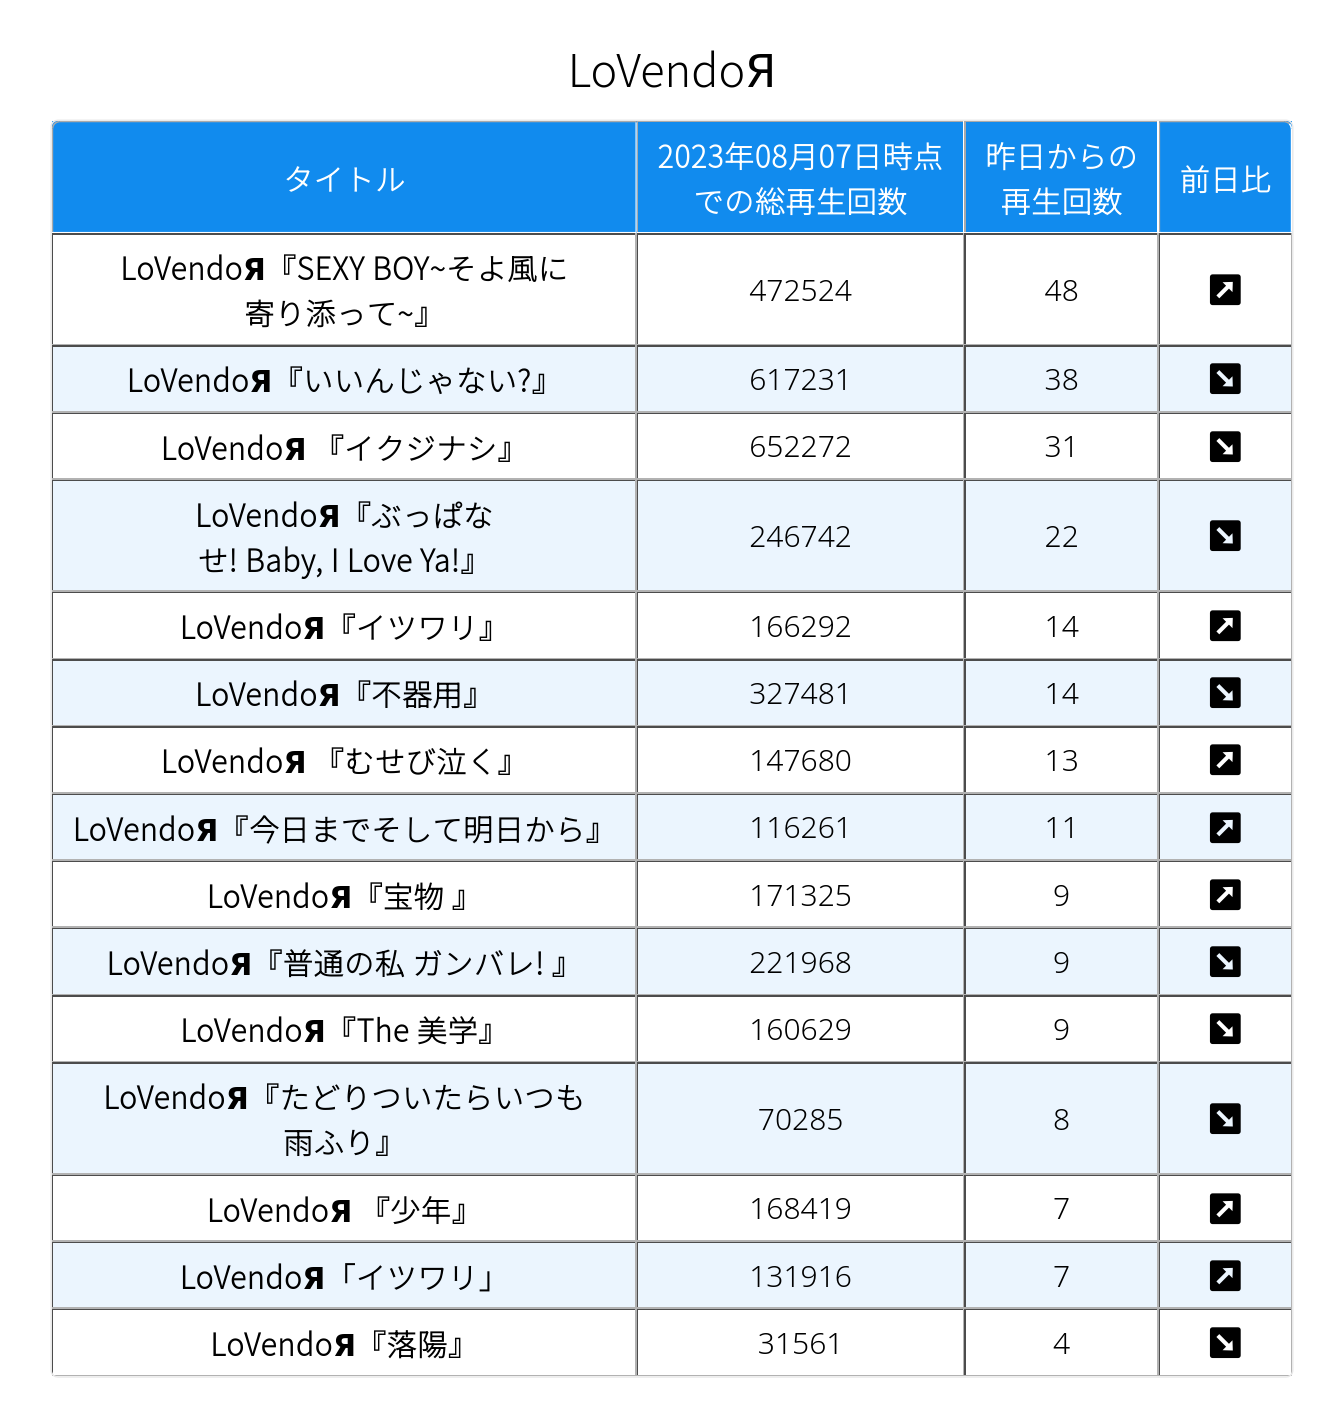 LoVendoЯ
タイトル
2023年08月07日時点
での総再生回数
昨日からの
再生回数
前日比
LoVendoЯ『SEXY BOY~そよ風に
寄り添って~』
472524
48
↗
LoVendoЯ『いいんじゃない?』
617231
38
↘
LoVendoЯ 『イクジナシ』
652272
31
↘
LoVendoЯ『ぶっぱな
せ! Baby, I Love Ya!』
246742
22
↘
LoVendoЯ『イツワリ』
166292
14
↗
LoVendoЯ『不器用』
327481
14
↘
LoVendoЯ 『むせび泣く』
147680
13
↗
LoVendoЯ『今日までそして明日から』
116261
11
↗
LoVendoЯ『宝物 』
171325
9
↗
LoVendoЯ『普通の私 ガンバレ! 』
221968
9
↘
LoVendoЯ『The 美学』
160629
9
↘
LoVendoЯ『たどりついたらいつも
雨ふり』
70285
8
↘
LoVendoЯ 『少年』
168419
7
↗
LoVendoЯ「イツワリ」
131916
7
↗
LoVendoЯ『落陽』
31561
4
↘